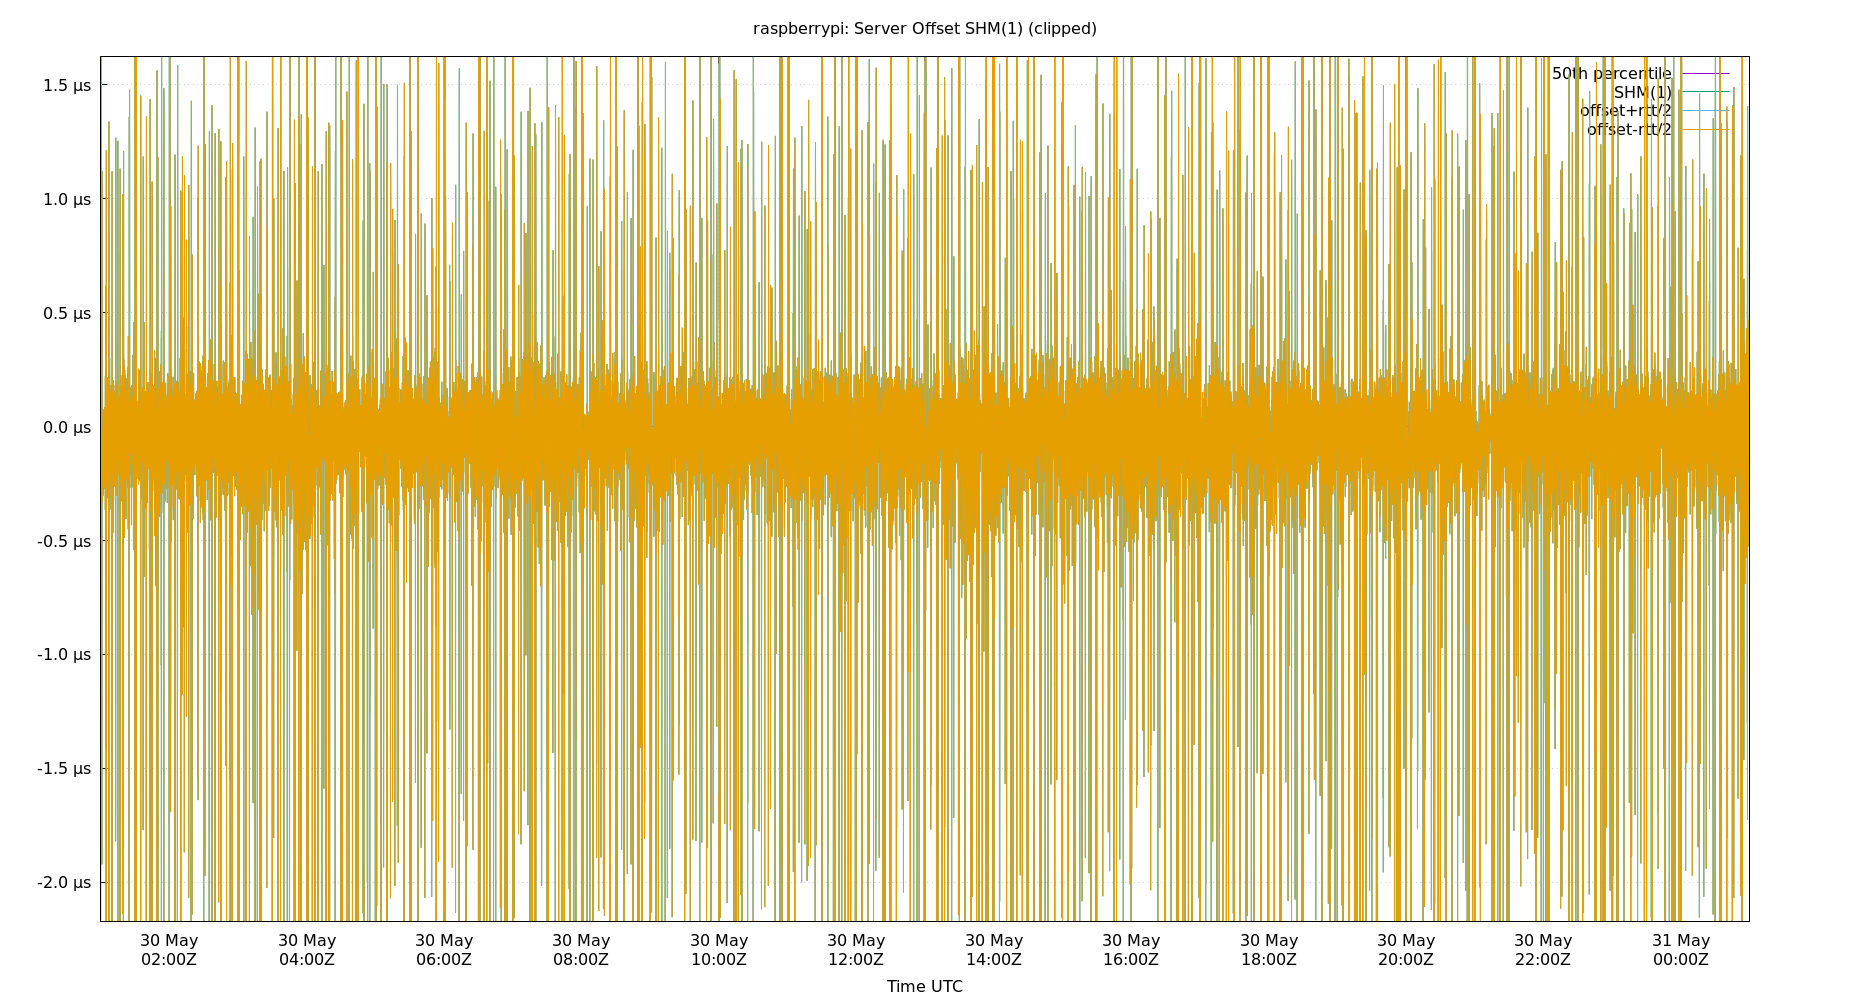 raspberrypi: Server Offset SHM(1) (clipped)
50th percentile
SHM(1)
offset+rtt/2
offset-rtt/2
1.5 µs
1.0 µs
0.5 µs
0.0 µs
-0.5 µs
-1.0 µs
-1.5 µs
-2.0 µs
30 May 30 May 30 May 30 May 30 May 30 May 30 May 30 May 30 May 30 May 30 May 31 May
02:00Z 04:00Z 06:00Z 08:00Z 10:00Z 12:00Z 14:00Z 16:00Z 18:00Z 20:00Z 22:00Z 00:00Z
Time UTC